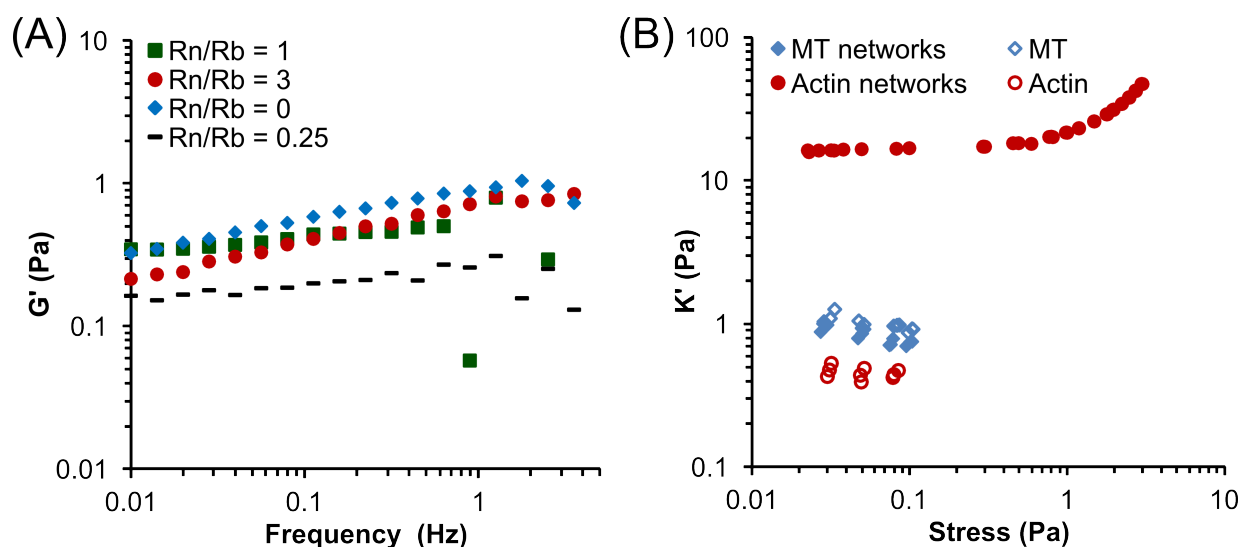 (A)
10
1
0.1
0.01
G' (Pa)
Rn/Rb = 1
Rn/Rb = 3
Rn/Rb = 0
Rn/Rb = 0.25
0.01 0.1 1
Frequency (Hz)
(B)
100
10
1
0.1
K' (Pa)
MT networks MT
Actin networks Actin
0.01 0.1 1 10
Stress (Pa)